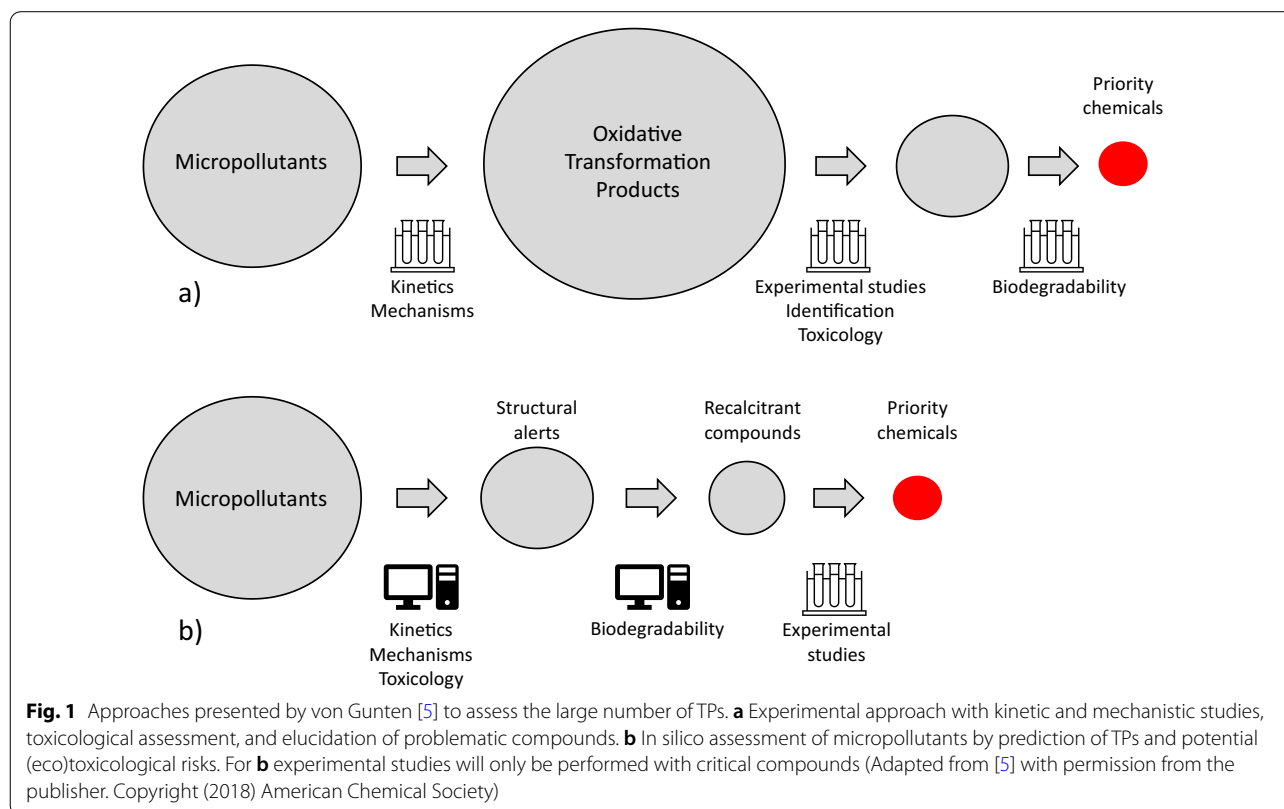 Micropollutants
Kinetics
Mechanisms
Oxidative
Transformation
Products
Experimental studies
Identification
Toxicology
Biodegradability
Priority
chemicals
a)
Micropollutants
Kinetics
Mechanisms
Toxicology
Structural
alerts
Biodegradability
Recalcitrant
compounds
Experimental
studies
Priority
chemicals
b)
Fig. 1 Approaches presented by von Gunten [5] to assess the large number of TPs. a Experimental approach with kinetic and mechanistic studies,
toxicological assessment, and elucidation of problematic compounds. b In silico assessment of micropollutants by prediction of TPs and potential
(eco)toxicological risks. For b experimental studies will only be performed with critical compounds (Adapted from [5] with permission from the
publisher. Copyright (2018) American Chemical Society)